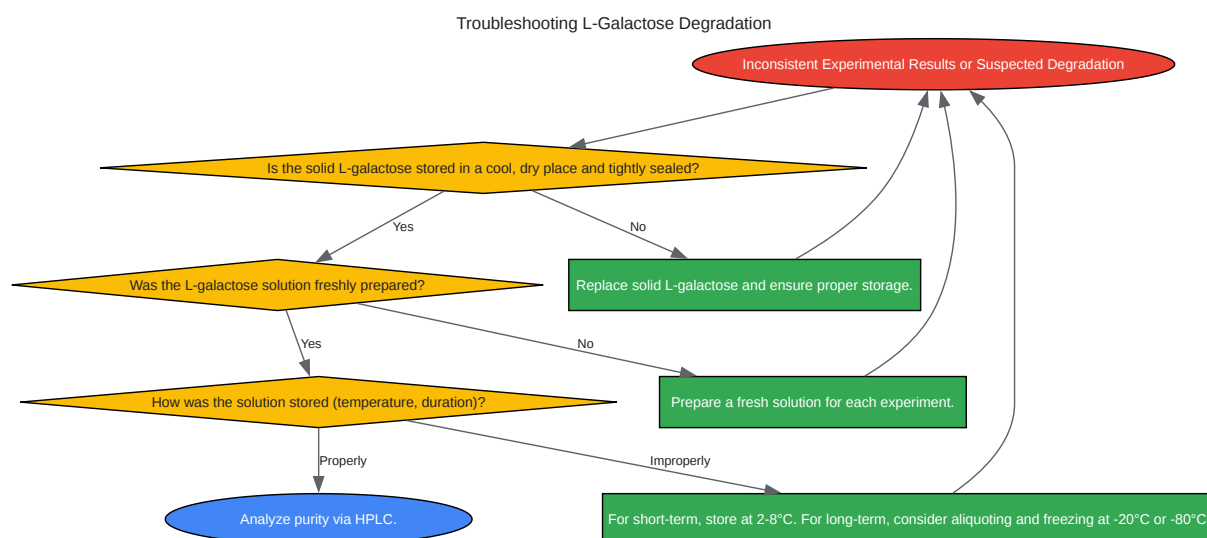 Troubleshooting L-Galactose Degradation
Inconsistent Experimental Results or Suspected Degradation
Is the solid L-galactose stored in a cool, dry place and tightly sealed?
Yes
No
Was the L-galactose solution freshly prepared?
Replace solid L-galactose and ensure proper storage.
Yes
No
How was the solution stored (temperature, duration)?
Prepare a fresh solution for each experiment.
Properly
Improperly
Analyze purity via HPLC.
For short-term, store at 2-8°C. For long-term, consider aliquoting and freezing at -20°C or -80°C